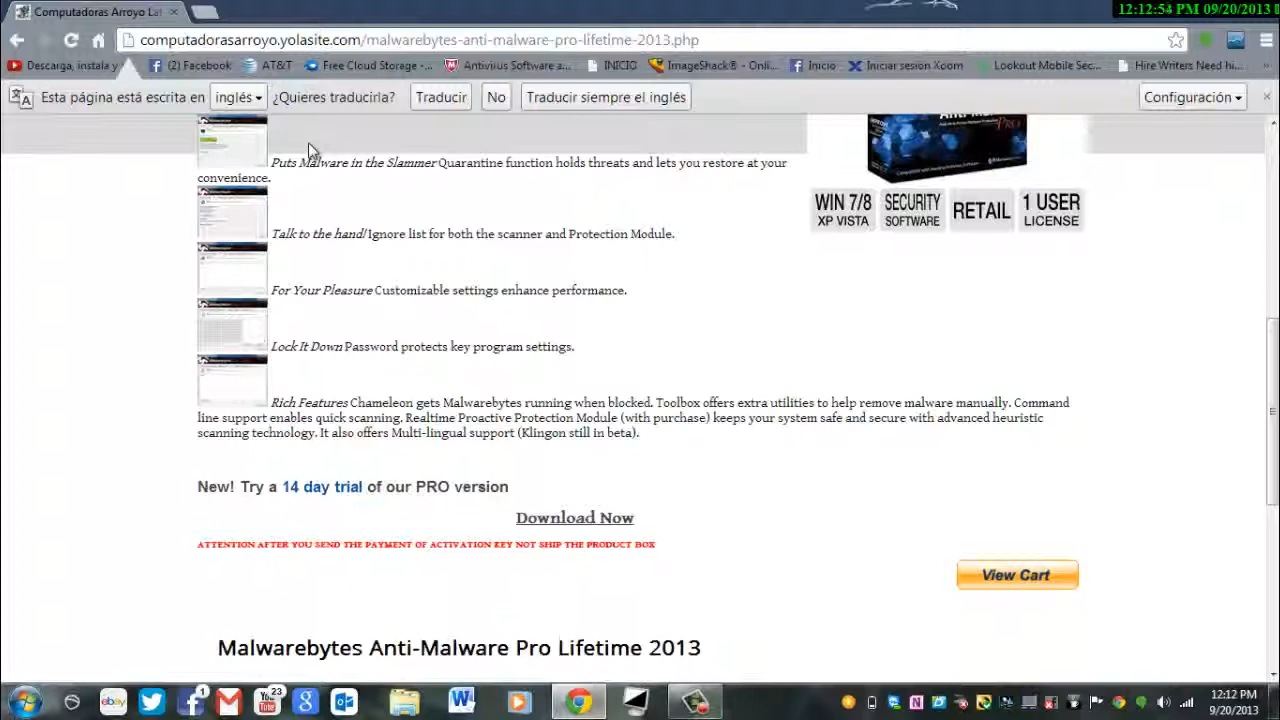 12:12:54 PM 09/20/2013
Computadoras Arroyo Lat
computadorasarroyo.yolasite.com/malwarebytes-anti-malware-pro-lifetime-2013.php
Descarga, instala y (2) Facebook AT&T Free Cloud Storage - ... Antivirus Software a... INICIO ImageShack® - Onli... Inicio Iniciar sesión Xoom Lookout Mobile Sec... Hire Writers Need hi... »
Esta página está escrita en inglés ¿Quieres traducirla? Traducir No Traducir siempre el inglés Configuración
Puts Malware in the Slammer Quarantine function holds threats and lets you restore at your
convenience.
Talk to the hand! Ignore list for both the scanner and Protection Module.
For Your Pleasure Customizable settings enhance performance.
Lock It Down Password protects key program settings.
Rich Features Chameleon gets Malwarebytes running when blocked. Toolbox offers extra utilities to help remove malware manually. Command
line support enables quick scanning. Realtime Proactive Protection Module (with purchase) keeps your system safe and secure with advanced heuristic
scanning technology. It also offers Multi-lingual support (Klingon still in beta).
WIN 7/8
XP VISTA
SECURITY
SOFTWARE
RETAIL
1 USER
LICENSE
New! Try a 14 day trial of our PRO version
Download Now
ATTENTION AFTER YOU SEND THE PAYMENT OF ACTIVATION KEY NOT SHIP THE PRODUCT BOX
View Cart
Malwarebytes Anti-Malware Pro Lifetime 2013
1
23
12:12 PM
9/20/2013